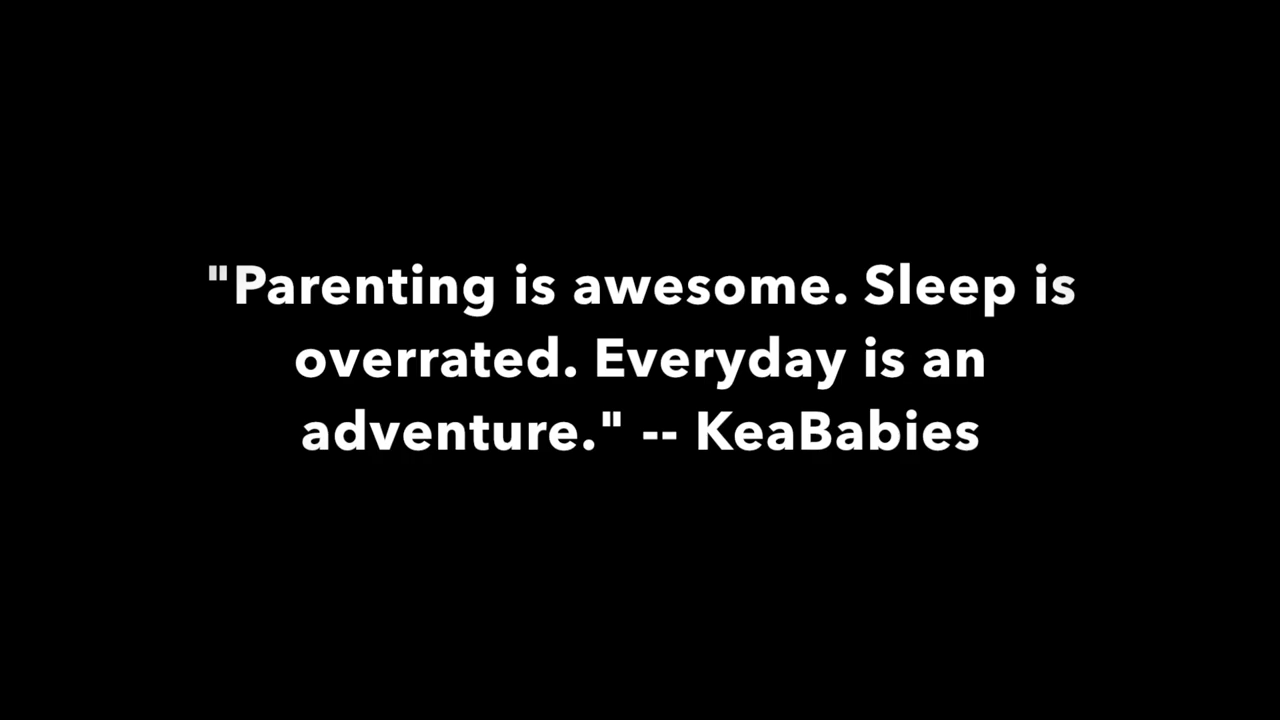 "Parenting is awesome. Sleep is
overrated. Everyday is an
adventure." -- KeaBabies